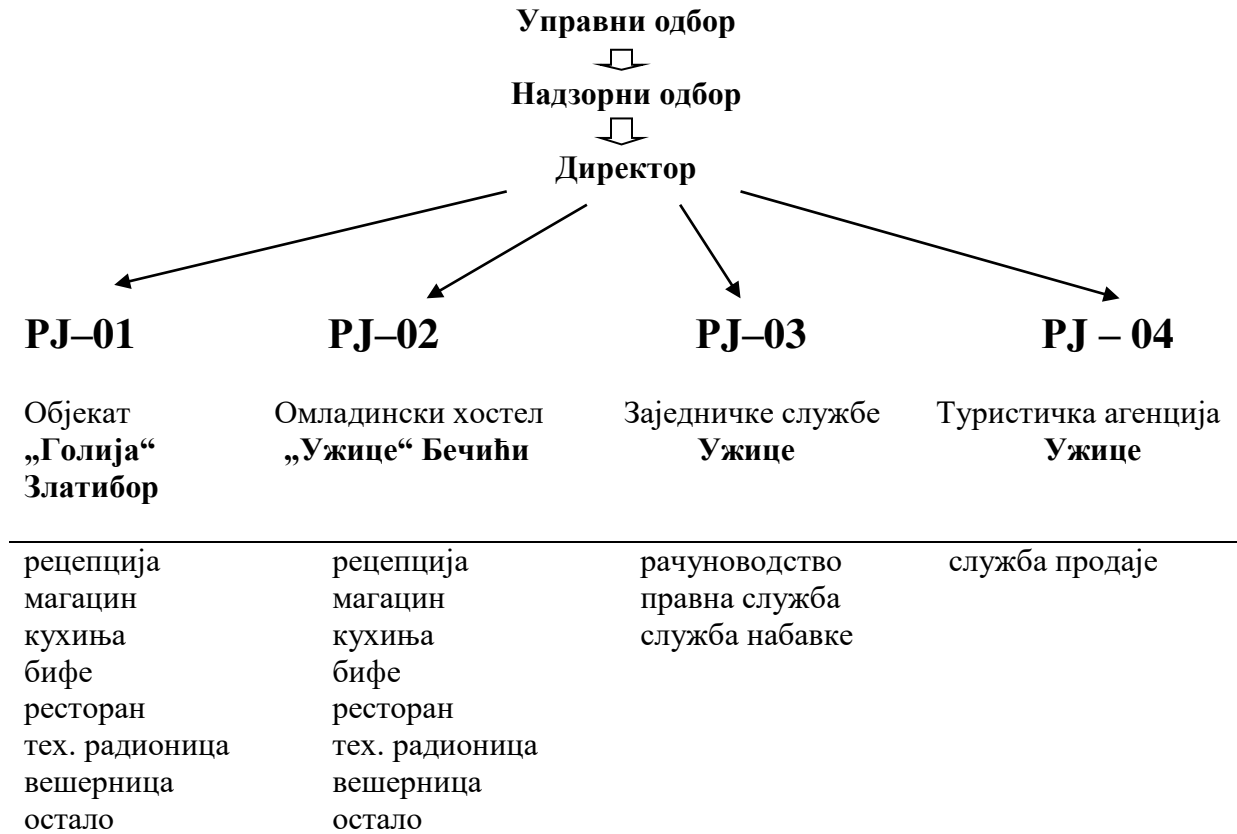 Управни одбор
Надзорни одбор
Директор
РЈ–01 РЈ–02 РЈ–03 РЈ – 04
Објекат Омладински хостел Заједничке службе Туристичка агенција
„Голија“ „Ужице“ Бечићи Ужице Ужице
Златибор
рецепција рецепција рачуноводство служба продаје
магацин магацин правна служба
кухиња кухиња служба набавке
бифе бифе
ресторан ресторан
тех. радионица тех. радионица
вешерница вешерница
остало остало